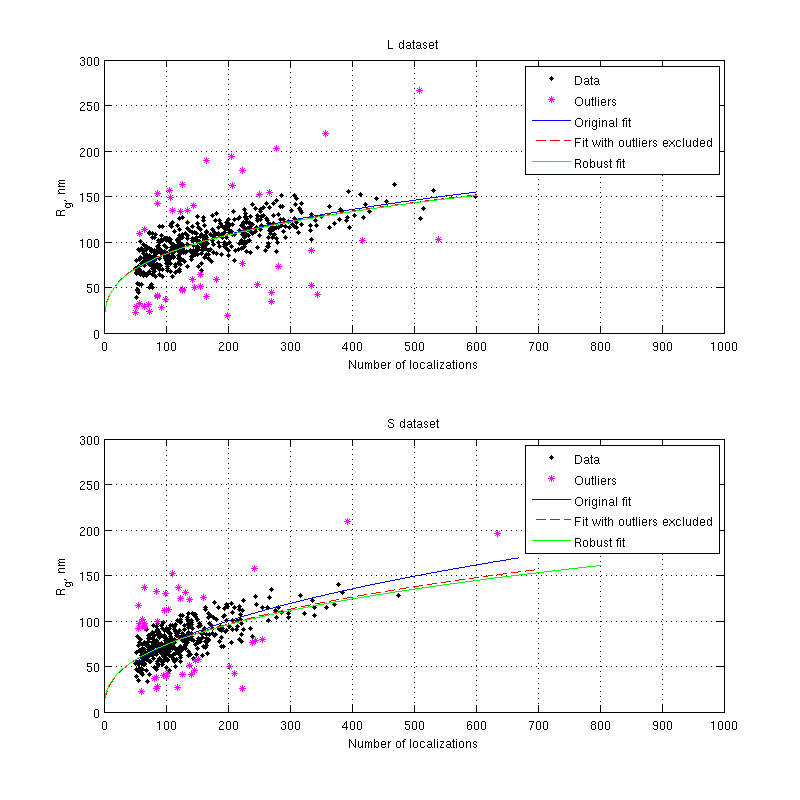 L dataset
300
250
200
150
100
50
0
R_g, nm
Data
Outliers
Original fit
Fit with outliers excluded
Robust fit
0 100 200 300 400 500 600 700 800 900 1000
Number of localizations
S dataset
300
250
200
150
100
50
0
R_g, nm
Data
Outliers
Original fit
Fit with outliers excluded
Robust fit
0 100 200 300 400 500 600 700 800 900 1000
Number of localizations